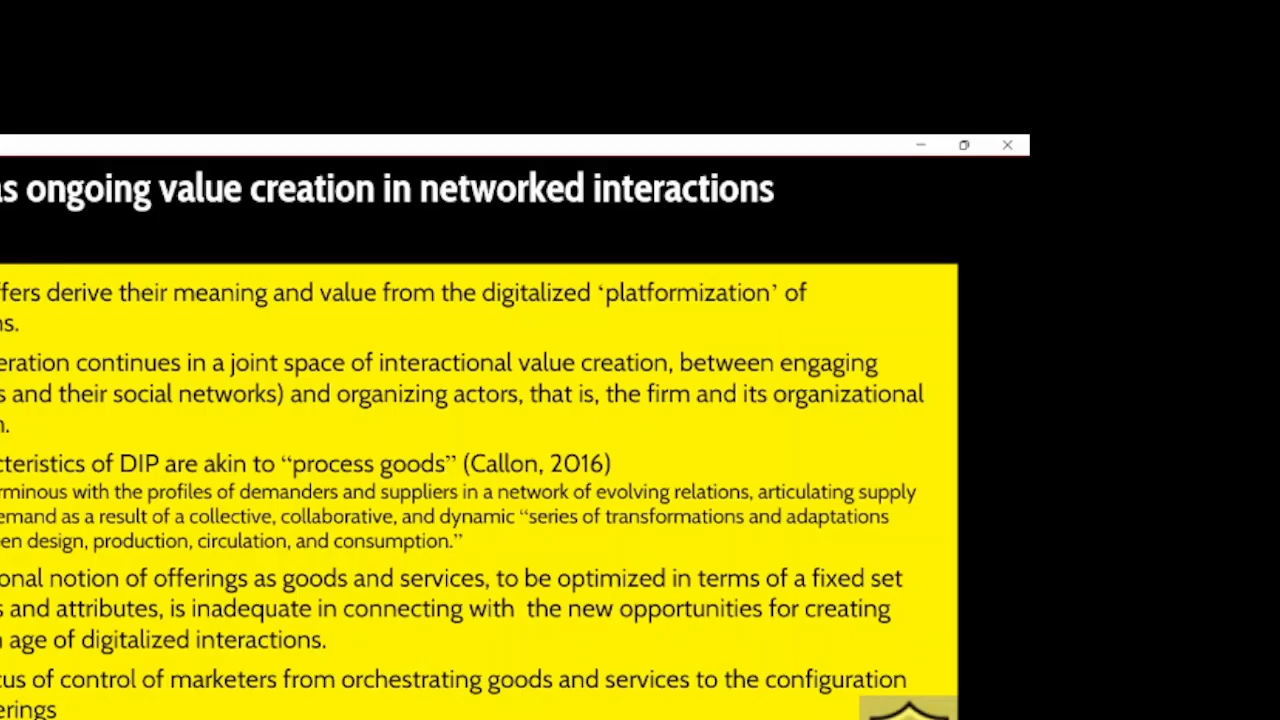 as ongoing value creation in networked interactions
ffers derive their meaning and value from the digitalized ‘platformization’ of
ns.
eration continues in a joint space of interactional value creation, between engaging
s and their social networks) and organizing actors, that is, the firm and its organizational
n.
cteristics of DIP are akin to “process goods” (Callon, 2016)
rminous with the profiles of demanders and suppliers in a network of evolving relations, articulating supply
emand as a result of a collective, collaborative, and dynamic “series of transformations and adaptations
en design, production, circulation, and consumption.”
onal notion of offerings as goods and services, to be optimized in terms of a fixed set
s and attributes, is inadequate in connecting with the new opportunities for creating
n age of digitalized interactions.
cus of control of marketers from orchestrating goods and services to the configuration
erings